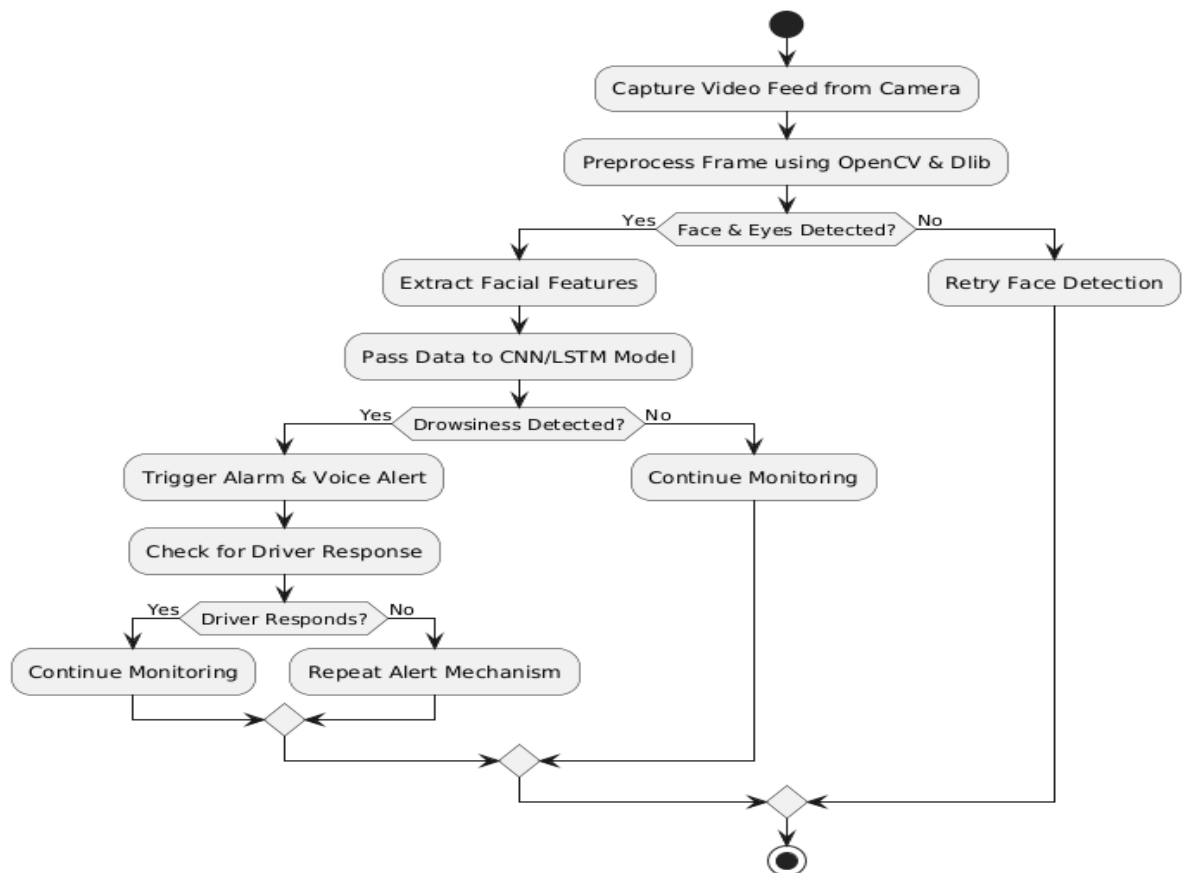 Capture Video Feed from Camera
Preprocess Frame using OpenCV & Dlib
Yes
Face & Eyes Detected?
No
Extract Facial Features
Retry Face Detection
Pass Data to CNN/LSTM Model
Yes
Drowsiness Detected?
No
Trigger Alarm & Voice Alert
Continue Monitoring
Check for Driver Response
Yes
Driver Responds?
No
Continue Monitoring
Repeat Alert Mechanism